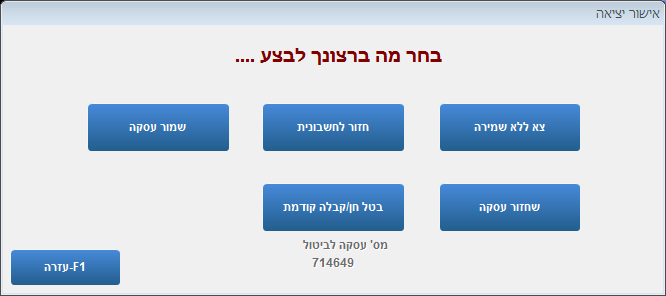 אישור יציאה
בחר מה ברצונך לבצע ....
צא ללא שמירה
חזור לחשבונית
שמור עסקה
שחזור עסקה
בטל חן/קבלה קודמת
מס' עסקה לביטול
714649
F1-עזרה